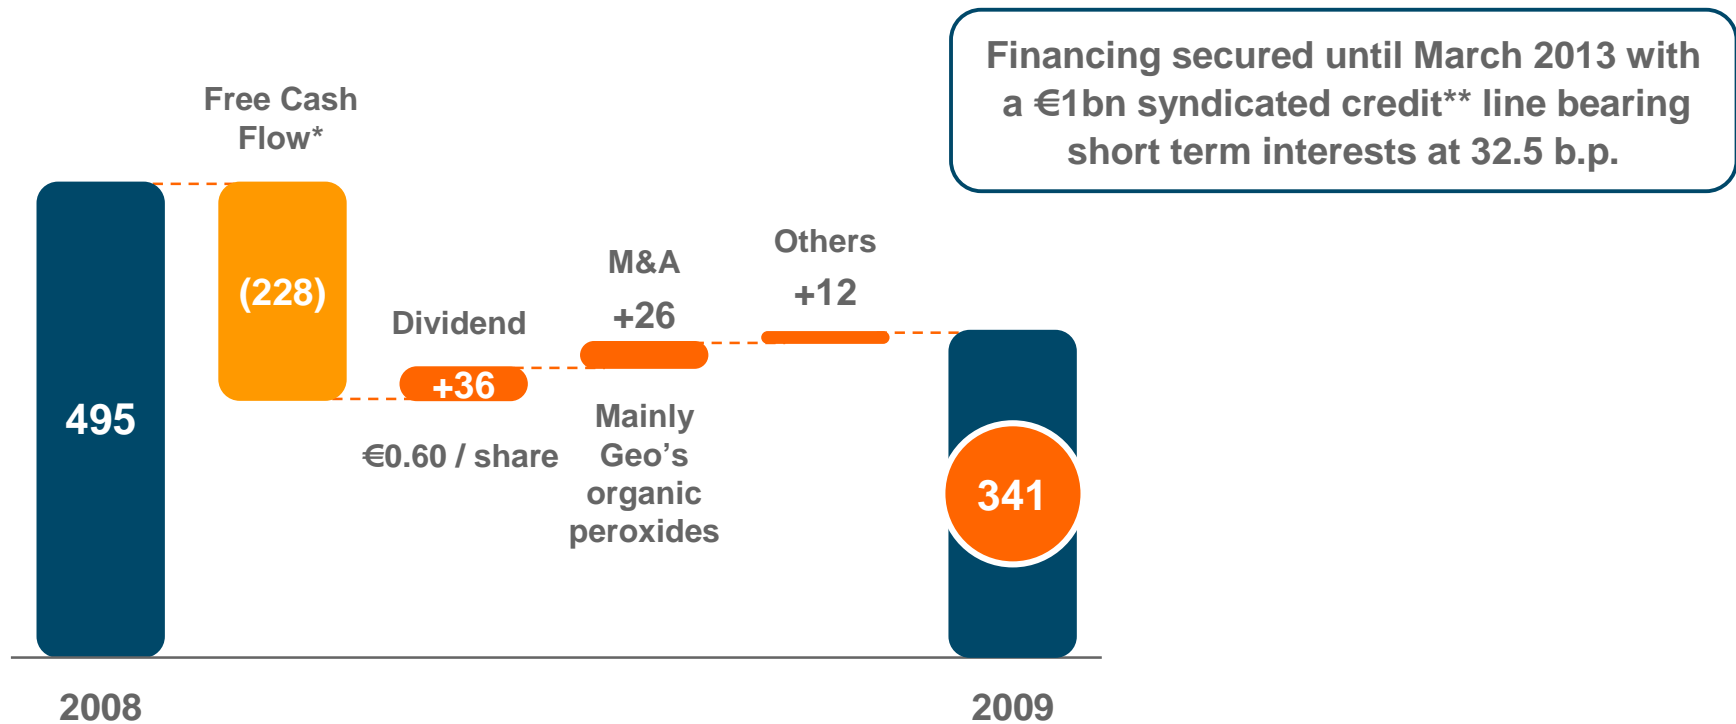 Financing secured until March 2013 with
a €1bn syndicated credit** line bearing
short term interests at 32.5 b.p.
Free Cash
Flow*
(228)
495
Dividend
+36
€0.60 / share
M&A
+26
Mainly
Geo’s
organic
peroxides
Others
+12
341
2008
2009